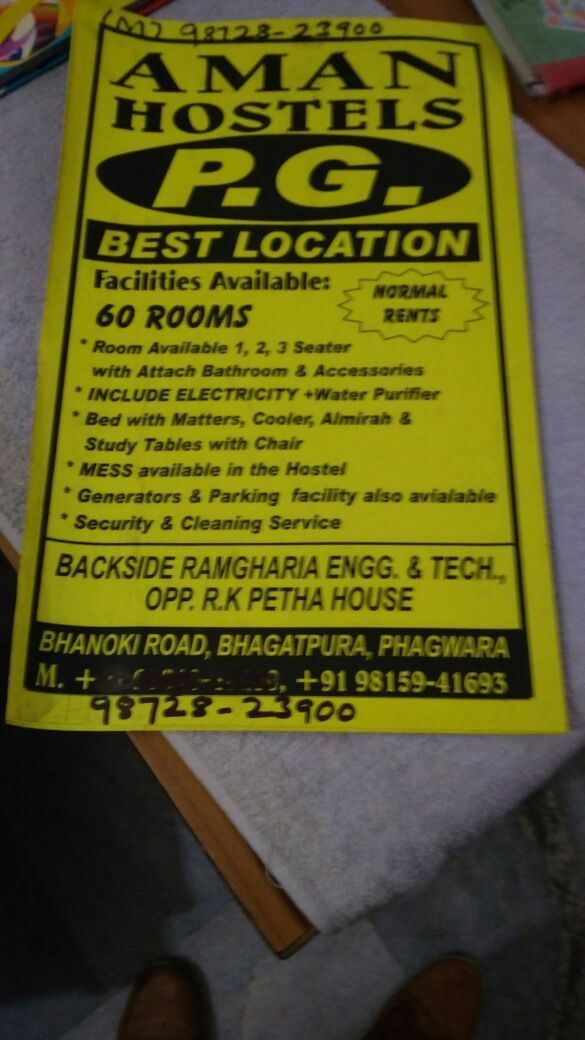 (M) 98728-23900
AMAN
HOSTELS
P.G.
BEST LOCATION
Facilities Available:
60 ROOMS
NORMAL
RENTS
* Room Available 1, 2, 3 Seater
with Attach Bathroom & Accessories
* INCLUDE ELECTRICITY +Water Purifier
* Bed with Matters, Cooler, Almirah &
Study Tables with Chair
* MESS available in the Hostel
* Generators & Parking facility also avialable
* Security & Cleaning Service
BACKSIDE RAMGHARIA ENGG. & TECH.,
OPP. R.K PETHA HOUSE
BHANOKI ROAD, BHAGATPURA, PHAGWARA
M. + , +91 98159-41693
98728-23900